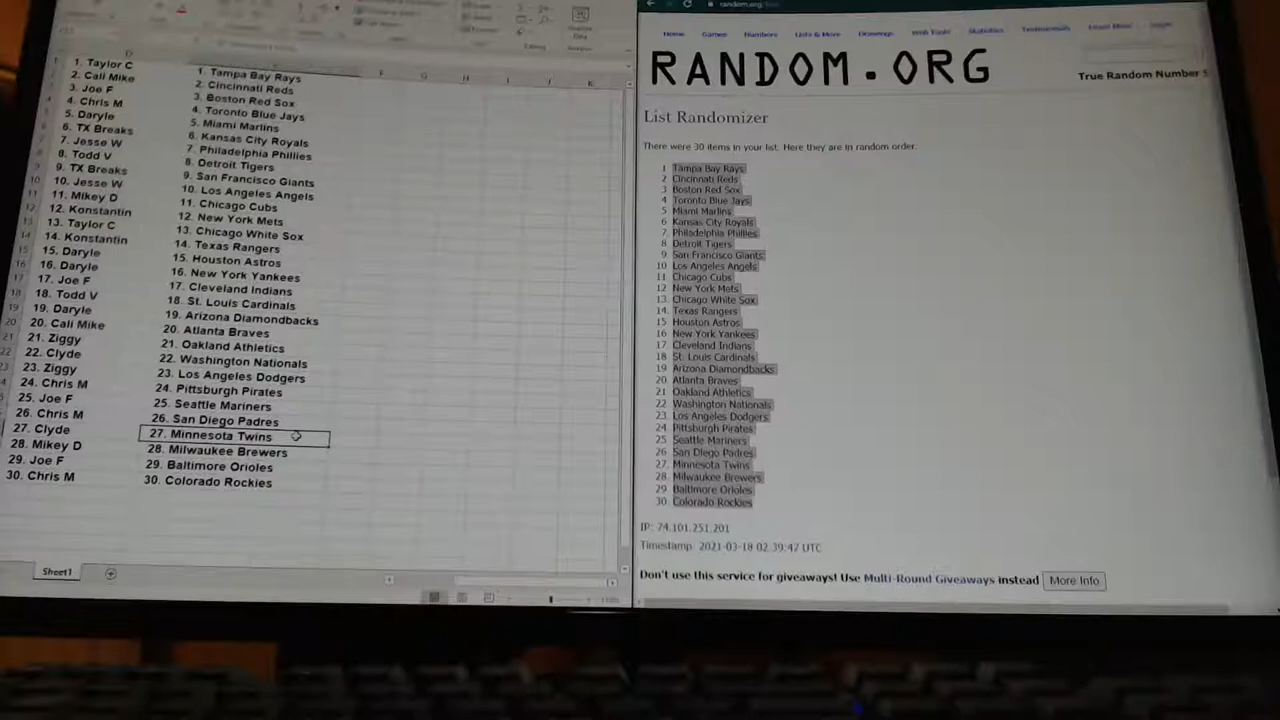 1. Taylor C 1. Tampa Bay Rays
2. Cali Mike 2. Cincinnati Reds
3. Joe F 3. Boston Red Sox
4. Chris M 4. Toronto Blue Jays
5. Daryle 5. Miami Marlins
6. TX Breaks 6. Kansas City Royals
7. Jesse W 7. Philadelphia Phillies
8. Todd V 8. Detroit Tigers
9. TX Breaks 9. San Francisco Giants
10. Jesse W 10. Los Angeles Angels
11. Mikey D 11. Chicago Cubs
12. Konstantin 12. New York Mets
13. Taylor C 13. Chicago White Sox
14. Konstantin 14. Texas Rangers
15. Daryle 15. Houston Astros
16. Daryle 16. New York Yankees
17. Joe F 17. Cleveland Indians
18. Todd V 18. St. Louis Cardinals
19. Daryle 19. Arizona Diamondbacks
20. Cali Mike 20. Atlanta Braves
21. Ziggy 21. Oakland Athletics
22. Clyde 22. Washington Nationals
23. Ziggy 23. Los Angeles Dodgers
24. Chris M 24. Pittsburgh Pirates
25. Joe F 25. Seattle Mariners
26. Chris M 26. San Diego Padres
27. Clyde 27. Minnesota Twins
28. Mikey D 28. Milwaukee Brewers
29. Joe F 29. Baltimore Orioles
30. Chris M 30. Colorado Rockies
Sheet1
random.org
Home Games Numbers Lists & More Drawings Web Tools Statistics Testimonials Learn More Login
RANDOM.ORG
True Random Number S
List Randomizer
There were 30 items in your list. Here they are in random order:
1 Tampa Bay Rays
2 Cincinnati Reds
3 Boston Red Sox
4 Toronto Blue Jays
5 Miami Marlins
6 Kansas City Royals
7. Philadelphia Phillies
8 Detroit Tigers
9. San Francisco Giants
10 Los Angeles Angels
11 Chicago Cubs
12 New York Mets
13. Chicago White Sox
14. Texas Rangers
15 Houston Astros
16 New York Yankees
17 Cleveland Indians
18 St. Louis Cardinals
19 Arizona Diamondbacks
20. Atlanta Braves
21 Oakland Athletics
22. Washington Nationals
23. Los Angeles Dodgers
24 Pittsburgh Pirates
25 Seattle Mariners
26 San Diego Padres
27. Minnesota Twins
28. Milwaukee Brewers
29 Baltimore Orioles
30 Colorado Rockies
IP: 74.101.251.201
Timestamp: 2021-03-18 02:39:47 UTC
Don't use this service for giveaways! Use Multi-Round Giveaways instead More Info